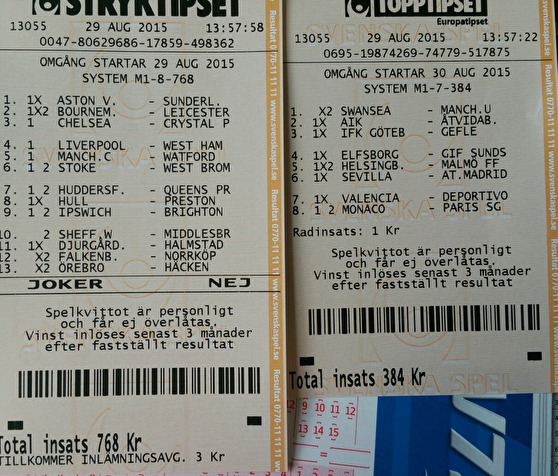 STRYKTIPSET
13055 29 AUG 2015 13:57:58
0047-80629686-17859-498362
OMGÅNG STARTAR 29 AUG 2015
SYSTEM M1-8-768
1. 1X ASTON V. - SUNDERL.
2. 1X2 BOURNEM. - LEICESTER
3. 1 CHELSEA - CRYSTAL P
4. 1 LIVERPOOL - WEST HAM
5. 1 MANCH.C - WATFORD
6. 1 2 STOKE - WEST BROM
7. 1 2 HUDDERSF. - QUEENS PR
8. 1X HULL - PRESTON
9. 1 2 IPSWICH - BRIGHTON
10. 2 SHEFF.W - MIDDLESBR
11. 1X DJURGÅRD. - HALMSTAD
12. X2 FALKENB. - NORRKÖP
13. X2 ÖREBRO - HÄCKEN
JOKER NEJ
Spelkvittot är personligt
och får ej överlåtas.
Vinst inlöses senast 3 månader
efter fastställt resultat
Total insats 768 Kr
TILLKOMMER INLÄMNINGSAVG. 3 Kr
Resultat 0770-11 11 11 www.svenskaspel.se
TOPPTIPSET
Europatipset
13055 29 AUG 2015 13:57:22
0695-19874269-74779-517875
OMGÅNG STARTAR 30 AUG 2015
SYSTEM M1-7-384
1. X2 SWANSEA - MANCH.U
2. 1X AIK - ÅTVIDAB.
3. 1X IFK GÖTEB - GEFLE
4. 1X ELFSBORG - GIF SUNDS
5. 1X2 HELSINGB. - MALMÖ FF
6. 1X SEVILLA - AT.MADRID
7. 1X VALENCIA - DEPORTIVO
8. 1 2 MONACO - PARIS SG
Radinsats: 1 Kr
Spelkvittot är personligt
och får ej överlåtas.
Vinst inlöses senast 3 månader
efter fastställt resultat
Total insats 384 Kr
Resultat 0770-11 11 11 www.svenskaspel.se
9 10 11 12
13 14 15